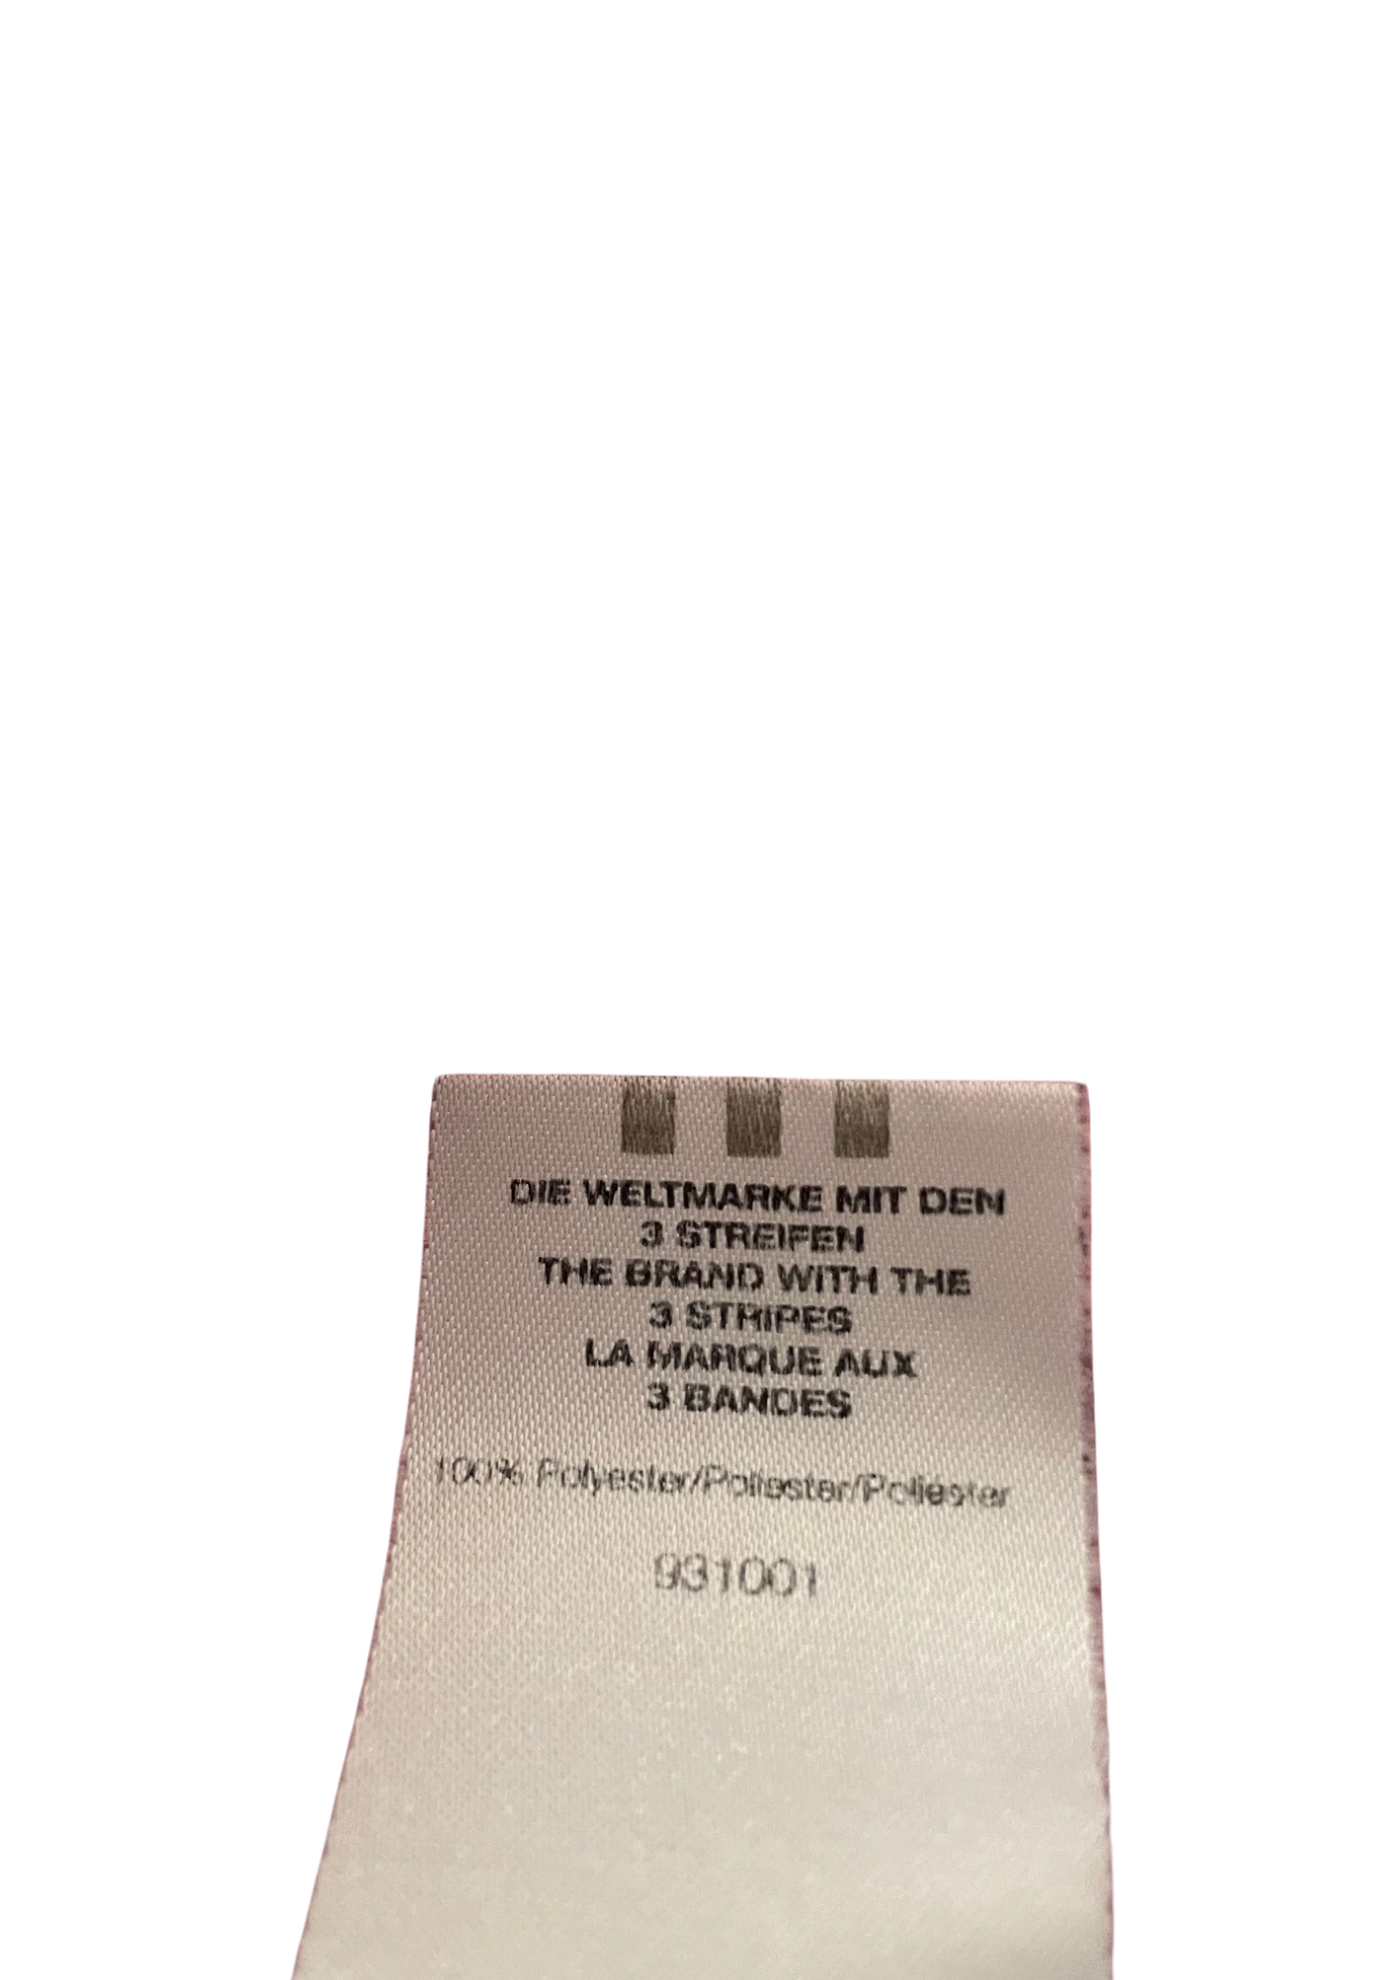 DIE WELTMARKE MIT DEN
3 STREIFEN
THE BRAND WITH THE
3 STRIPES
LA MARQUE AUX
3 BANDES
100% Polyester/Poliester/Poliéster
931001